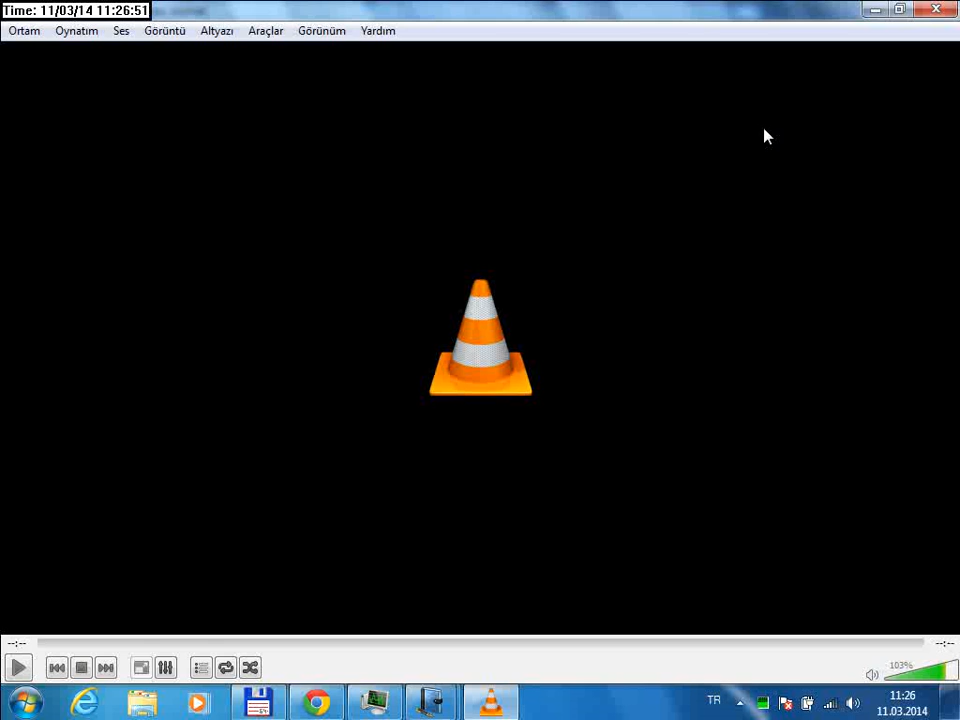 Time: 11/03/14 11:26:51
Ortam Oynatım Ses Görüntü Altyazı Araçlar Görünüm Yardım
--:-- --:--
103%
TR 11:26
11.03.2014